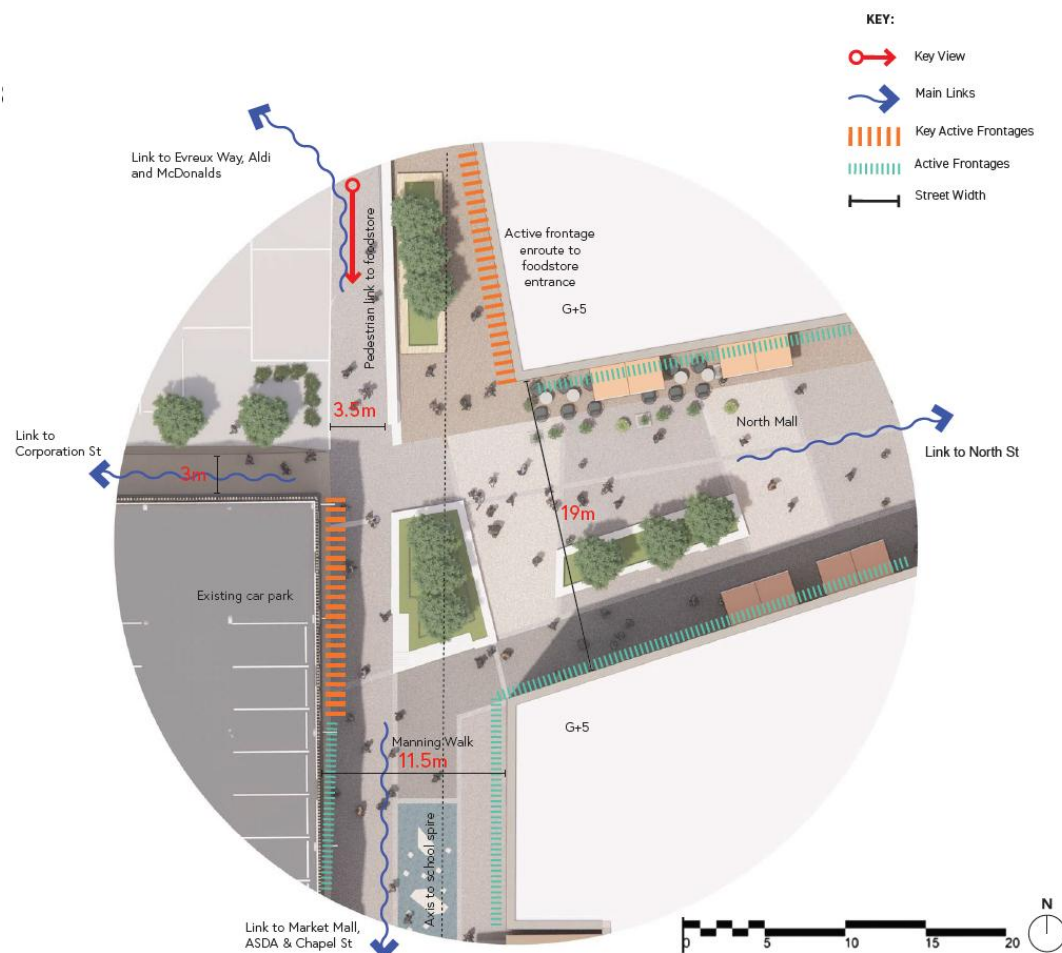 KEY:
Key View
Main Links
Key Active Frontages
Active Frontages
Street Width
Link to Evreux Way, Aldi
and McDonalds
Pedestrian link to foodstore
Active frontage
enroute to
foodstore
entrance
G+5
3.5m
North Mall
Link to
Corporation St
Link to North St
3m
19m
Existing car park
G+5
Manning Walk
11.5m
Axis to school spire
Link to Market Mall,
ASDA & Chapel St
N
0 5 10 15 20